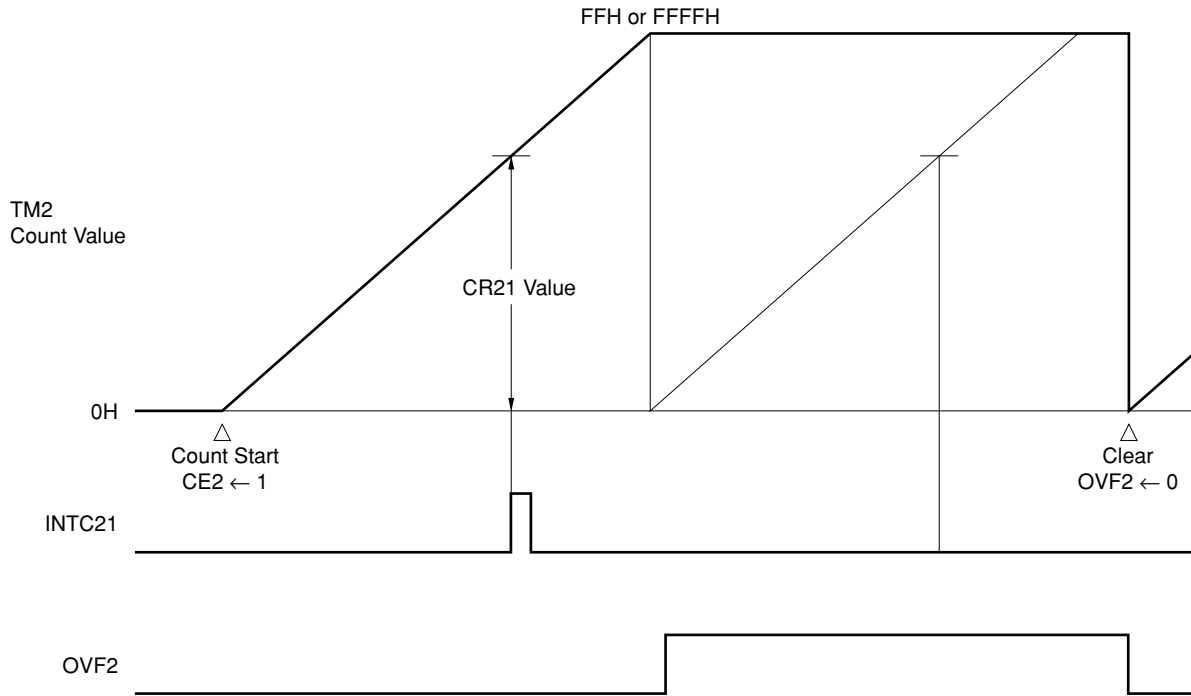 FFH or FFFFH
TM2
Count Value
CR21 Value
0H
Count Start
CE2 ← 1
Clear
OVF2 ← 0
INTC21
OVF2